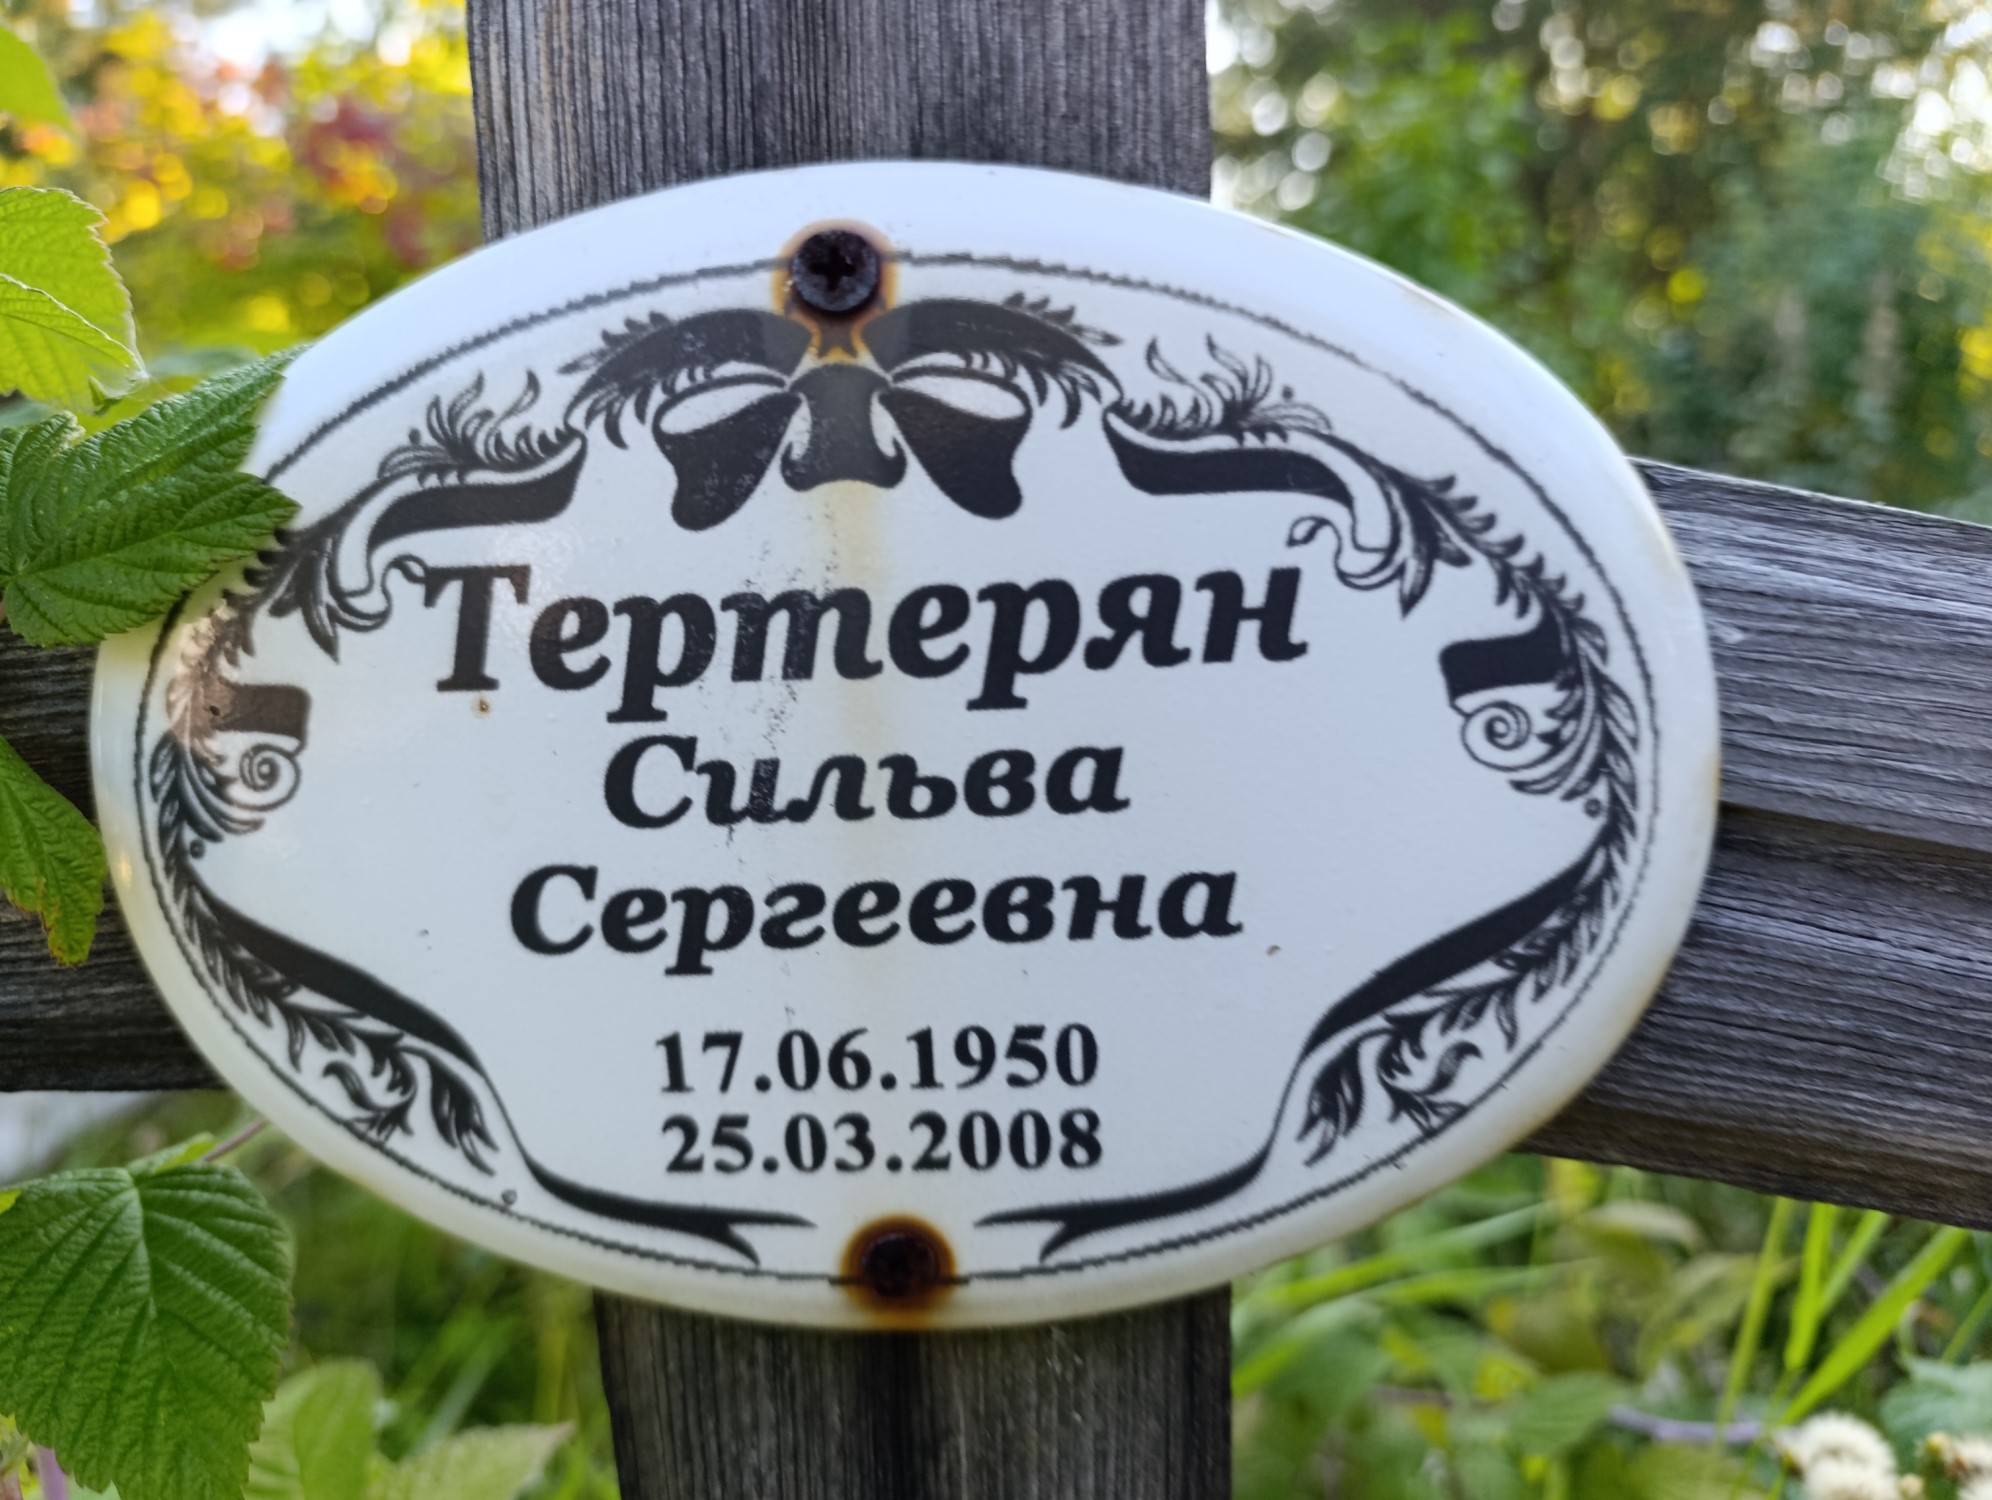 Тертерян
Сильва
Сергеевна
17.06.1950
25.03.2008